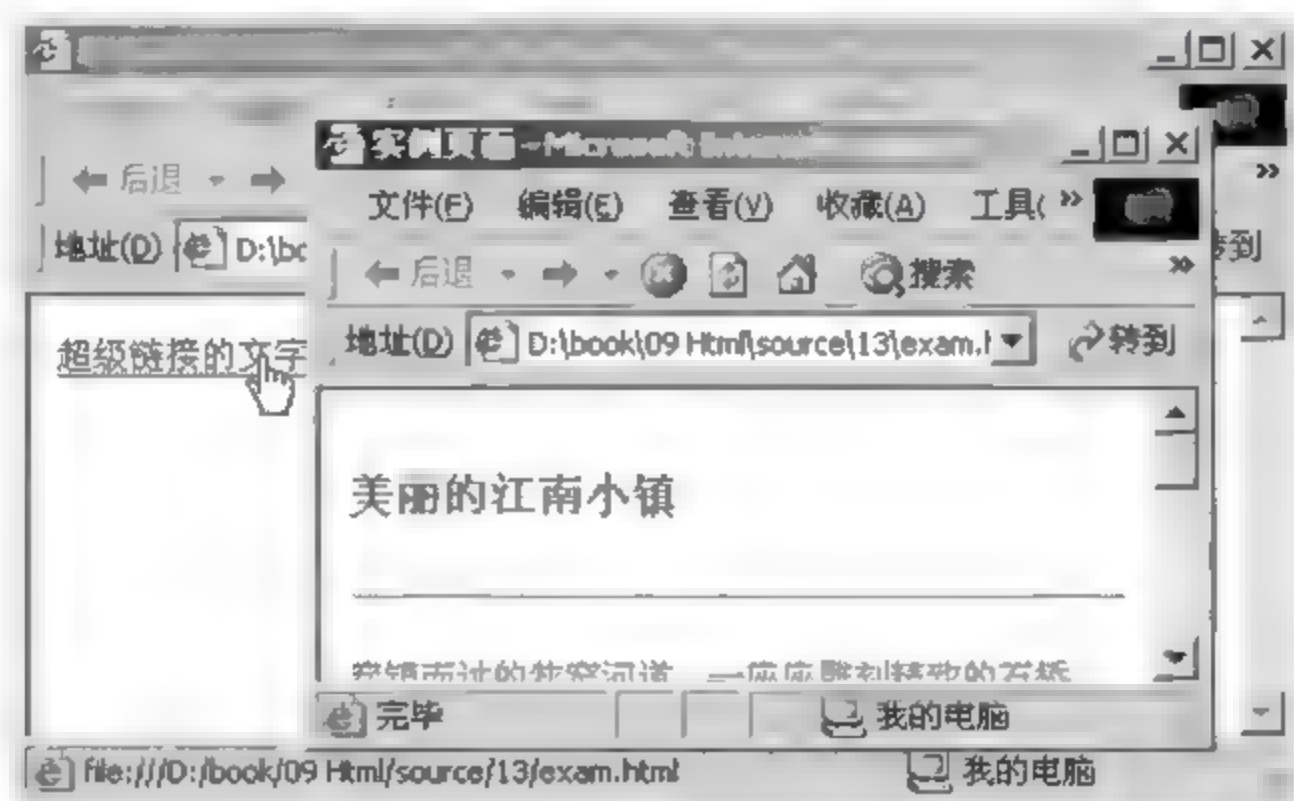 后退
地址(D) D:\bo
转到
超级链接的文字
实例页面 - Microsoft Intern
文件(F) 编辑(E) 查看(V) 收藏(A) 工具( »
后退 搜索 »
地址(D) D:\book\09 Html\source\13\exam.h 转到
美丽的江南小镇
完毕 我的电脑
file:///D:/book/09 Html/source/13/exam.html 我的电脑